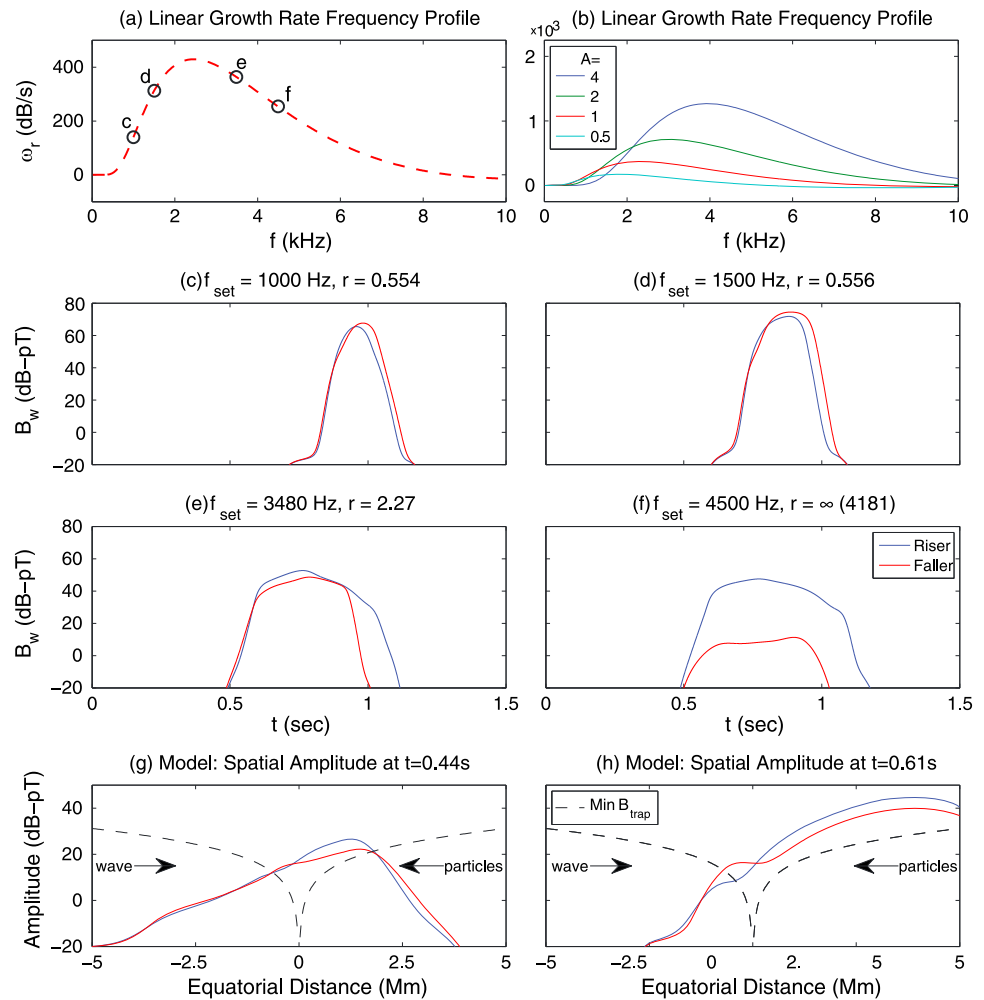 (a) Linear Growth Rate Frequency Profile
ω_r (dB/s)
400
200
0
c
d
e
f
0 2 4 6 8 10
f (kHz)
(b) Linear Growth Rate Frequency Profile
×10³
2
1
0
A=
4
2
1
0.5
0 2 4 6 8 10
f (kHz)
(c) f_set = 1000 Hz, r = 0.554
B_w (dB−pT)
80
60
40
20
0
−20
(d) f_set = 1500 Hz, r = 0.556
(e) f_set = 3480 Hz, r = 2.27
B_w (dB−pT)
80
60
40
20
0
−20
0 0.5 1 1.5
t (sec)
(f) f_set = 4500 Hz, r = ∞ (4181)
Riser
Faller
0 0.5 1 1.5
t (sec)
(g) Model: Spatial Amplitude at t=0.44s
Amplitude (dB−pT)
40
20
0
−20
wave
particles
−5 −2.5 0 2.5 5
Equatorial Distance (Mm)
(h) Model: Spatial Amplitude at t=0.61s
Min B_trap
wave
particles
−5 −2.5 0 2. 5 5
Equatorial Distance (Mm)